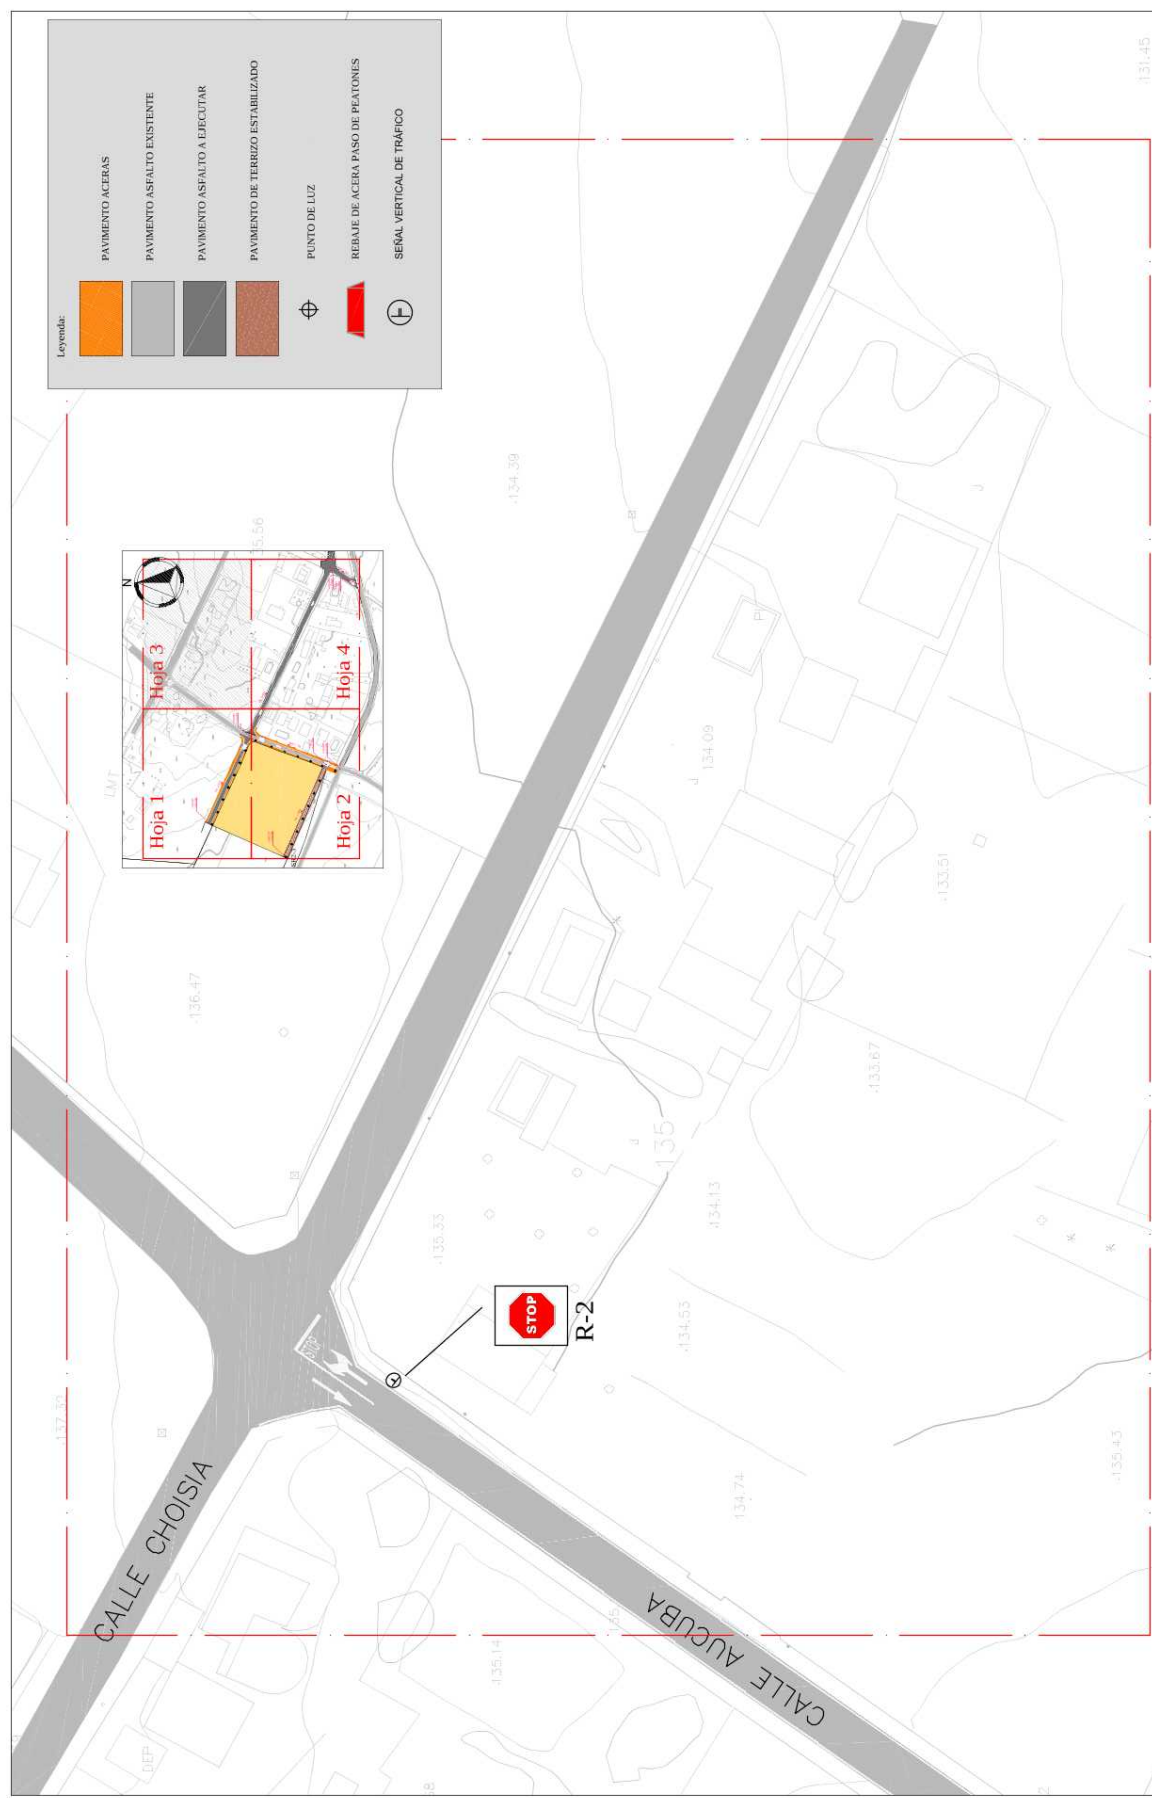 Leyenda:
PAVIMENTO ACERAS
PAVIMENTO ASFALTO EXISTENTE
PAVIMENTO ASFALTO A EJECUTAR
PAVIMENTO DE TERRIZO ESTABILIZADO
PUNTO DE LUZ
REBAJE DE ACERA PASO DE PEATONES
SEÑAL VERTICAL DE TRÁFICO
N
Hoja 1
Hoja 3
Hoja 2
Hoja 4
131.45
134.39
134.09
133.51
133.67
136.47
135
134.13
135.33
134.53
STOP
R-2
STOP
137.32
134.74
135.43
135.14
CALLE CHOISIA
CALLE AUCUBA
DEP
J
J
J